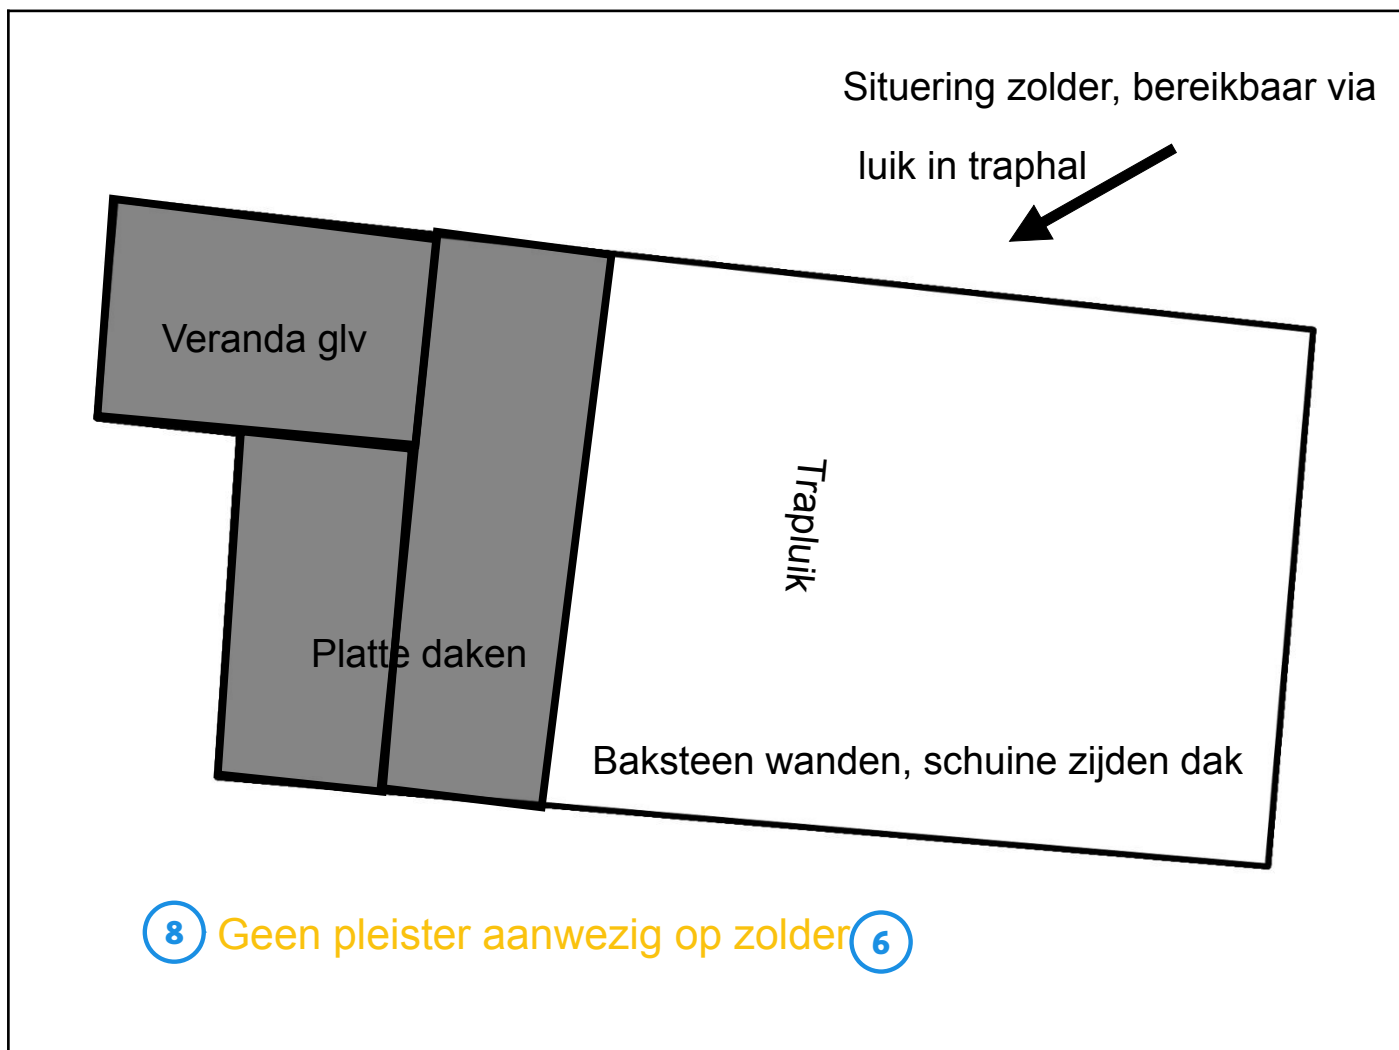 Situering zolder, bereikbaar via
luik in traphal
Veranda glv
Trapluik
Platte daken
Baksteen wanden, schuine zijden dak
8 Geen pleister aanwezig op zolder 6